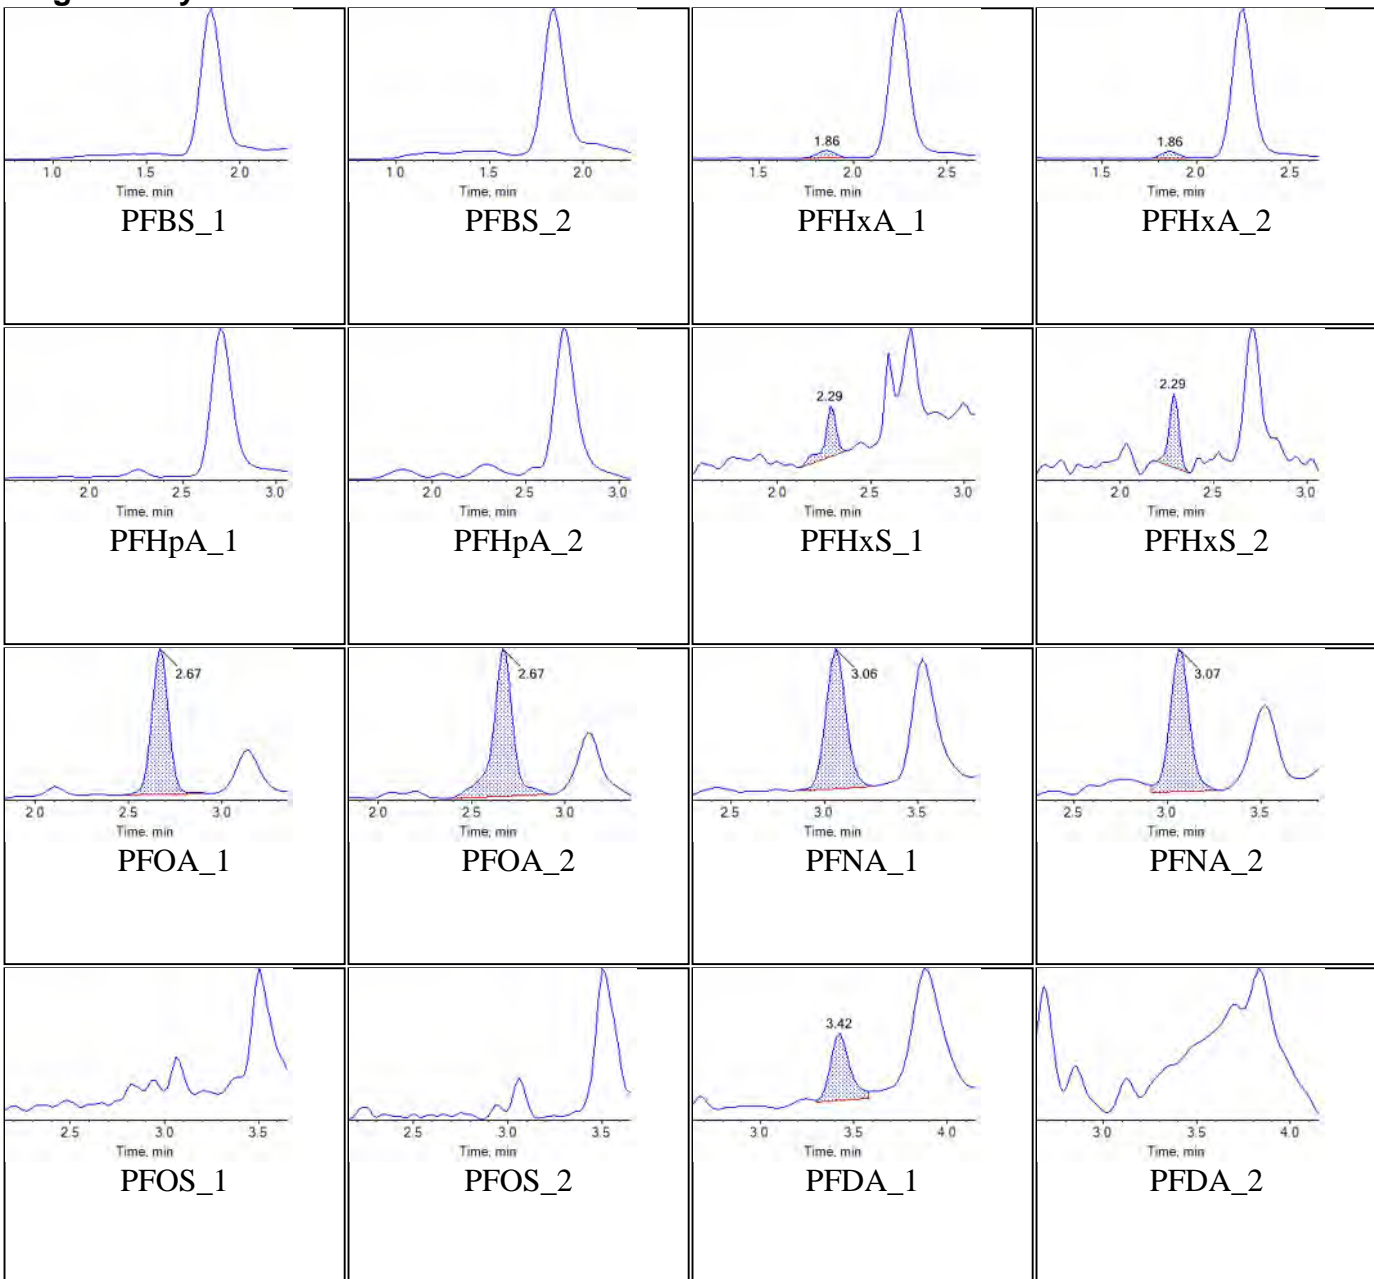 1.0 1.5 2.0
Time, min
PFBS_1
1.0 1.5 2.0
Time, min
PFBS_2
1.86
1.5 2.0 2.5
Time, min
PFHxA_1
1.86
1.5 2.0 2.5
Time, min
PFHxA_2
2.0 2.5 3.0
Time, min
PFHpA_1
2.0 2.5 3.0
Time, min
PFHpA_2
2.29
2.0 2.5 3.0
Time, min
PFHxS_1
2.29
2.0 2.5 3.0
Time, min
PFHxS_2
2.67
2.0 2.5 3.0
Time, min
PFOA_1
2.67
2.0 2.5 3.0
Time, min
PFOA_2
3.06
2.5 3.0 3.5
Time, min
PFNA_1
3.07
2.5 3.0 3.5
Time, min
PFNA_2
2.5 3.0 3.5
Time, min
PFOS_1
2.5 3.0 3.5
Time, min
PFOS_2
3.42
3.0 3.5 4.0
Time, min
PFDA_1
3.0 3.5 4.0
Time, min
PFDA_2